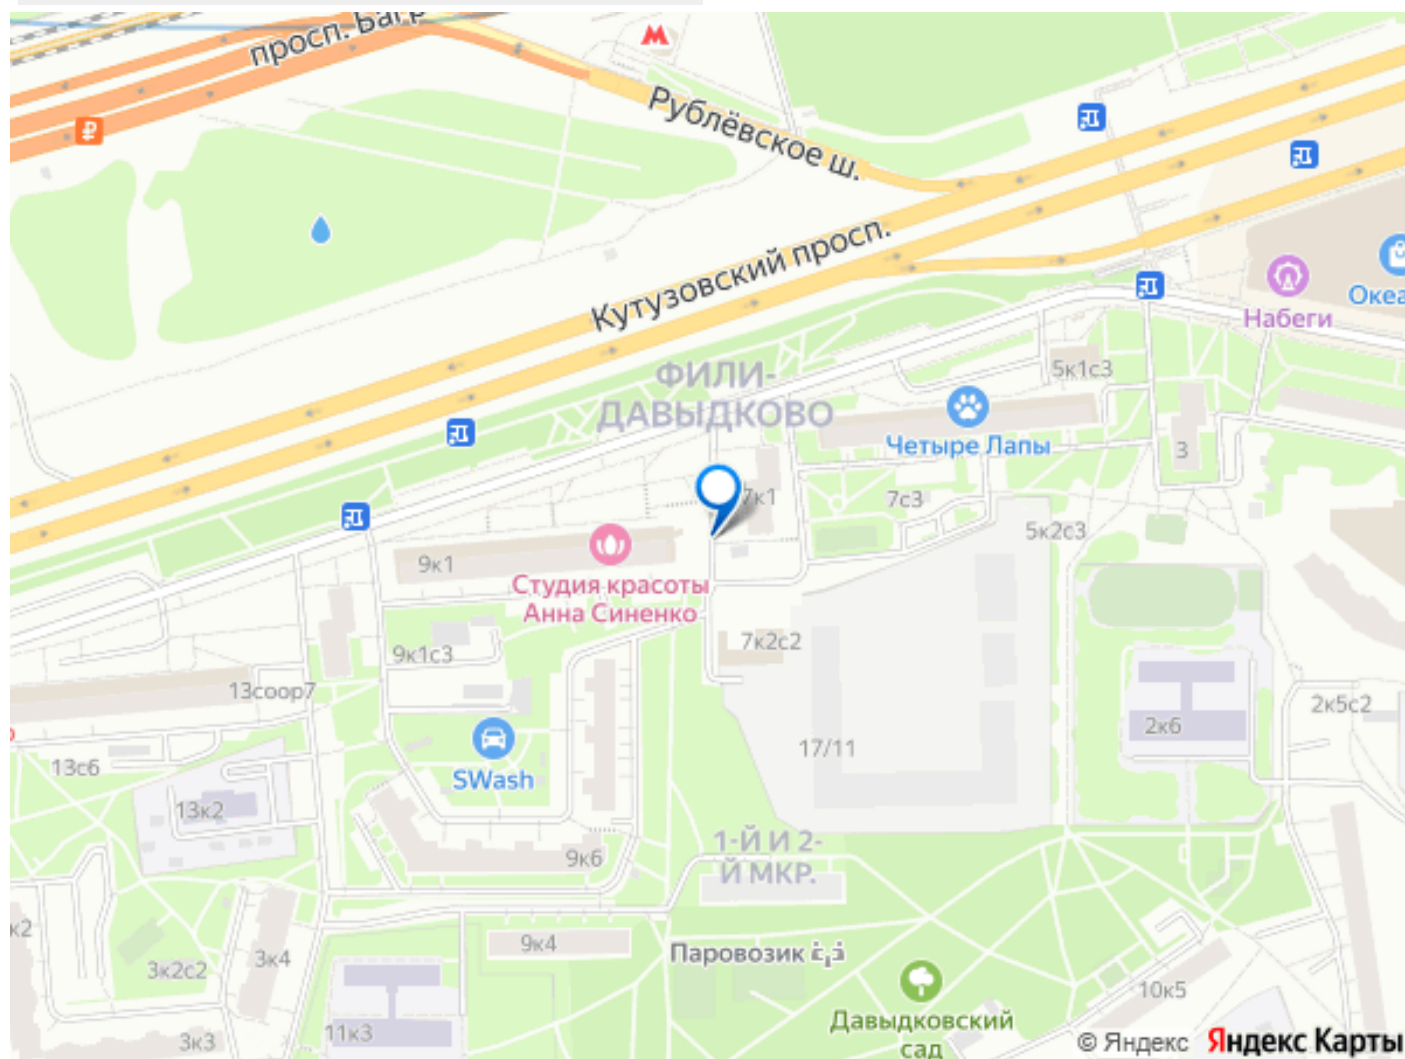 просп. Багр
Рублёвское ш.
Кутузовский просп.
Океа
Набеги
ФИЛИ-
ДАВЫДКОВО
5к1с3
Четыре Лапы
3
7к1
7с3
5к2с3
9к1
Студия красоты
Анна Синенко
7к2с2
9к1с3
13соор7
2к5с2
2к6
17/11
13с6
SWash
13к2
1-Й И 2-
Й МКР.
9к6
к2
9к4
Паровозик
3к4
3к2с2
10к5
Давыдковский
сад
11к3
3к3
© Яндекс Яндекс Карты